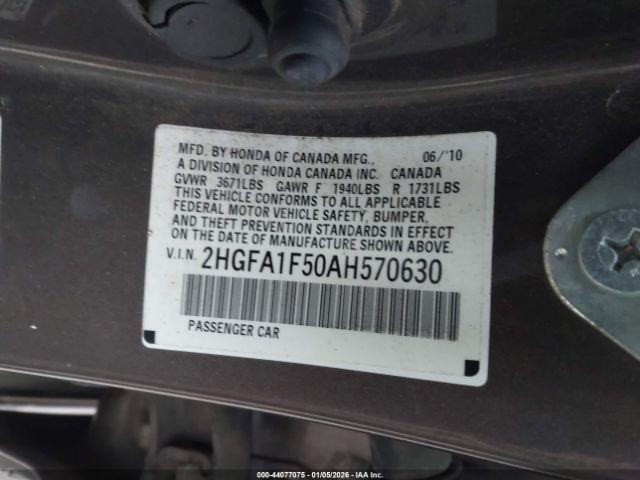 MFD. BY HONDA OF CANADA MFG., 06/'10
A DIVISION OF HONDA CANADA INC. CANADA
GVWR 3671LBS GAWR F 1940LBS R 1731LBS
THIS VEHICLE CONFORMS TO ALL APPLICABLE
FEDERAL MOTOR VEHICLE SAFETY, BUMPER,
AND THEFT PREVENTION STANDARDS IN EFFECT
ON THE DATE OF MANUFACTURE SHOWN ABOVE.
V.I.N. 2HGFA1F50AH570630
PASSENGER CAR
000-44077075 - 01/05/2026 - IAA Branch